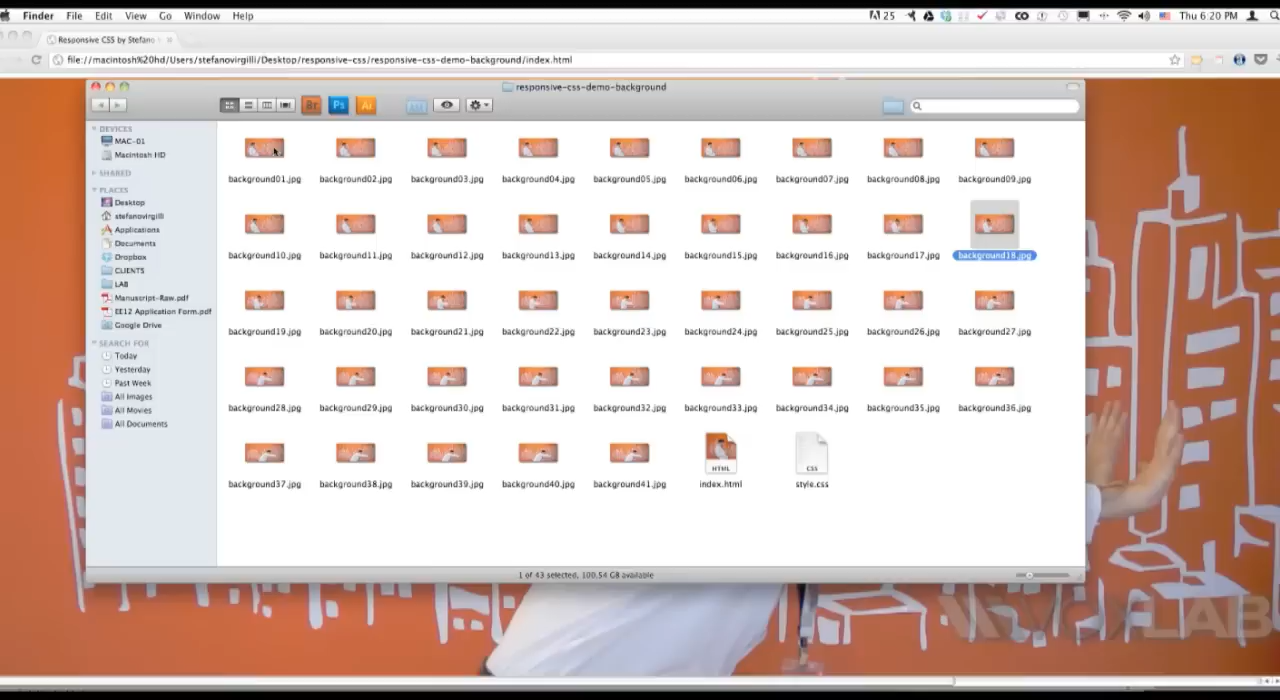 Finder File Edit View Go Window Help
25
Thu 6:20 PM
Responsive CSS by Stefano
file://macintosh%20hd/Users/stefanovirgilli/Desktop/responsive-css/responsive-css-demo-background/index.html
responsive-css-demo-background
Br Ps Ai
DEVICES
MAC-01
Macintosh HD
SHARED
PLACES
Desktop
stefanovirgilli
Applications
Documents
Dropbox
CLIENTS
LAB
Manuscript-Raw.pdf
EE12 Application Form.pdf
Google Drive
SEARCH FOR
Today
Yesterday
Past Week
All Images
All Movies
All Documents
background01.jpg background02.jpg background03.jpg background04.jpg background05.jpg background06.jpg background07.jpg background08.jpg background09.jpg
background10.jpg background11.jpg background12.jpg background13.jpg background14.jpg background15.jpg background16.jpg background17.jpg background18.jpg
background19.jpg background20.jpg background21.jpg background22.jpg background23.jpg background24.jpg background25.jpg background26.jpg background27.jpg
background28.jpg background29.jpg background30.jpg background31.jpg background32.jpg background33.jpg background34.jpg background35.jpg background36.jpg
HTML CSS
background37.jpg background38.jpg background39.jpg background40.jpg background41.jpg index.html style.css
1 of 43 selected, 100.54 GB available
VOXLAB